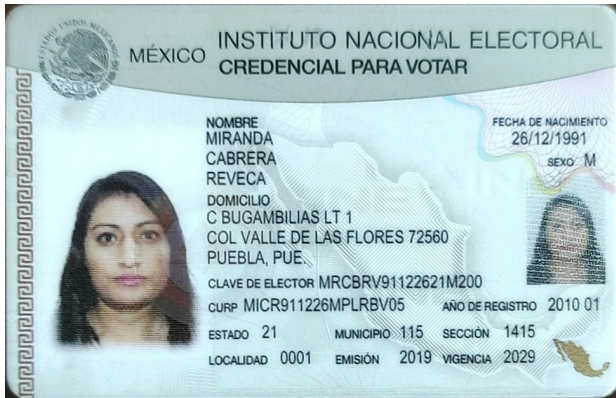 MÉXICO
INSTITUTO NACIONAL ELECTORAL
CREDENCIAL PARA VOTAR
NOMBRE
MIRANDA
CABRERA
REVECA
FECHA DE NACIMIENTO
26/12/1991
SEXO M
DOMICILIO
C BUGAMBILIAS LT 1
COL VALLE DE LAS FLORES 72560
PUEBLA, PUE.
CLAVE DE ELECTOR MRCBRV91122621M200
CURP MICR911226MPLRBV05 AÑO DE REGISTRO 2010 01
ESTADO 21 MUNICIPIO 115 SECCIÓN 1415
LOCALIDAD 0001 EMISIÓN 2019 VIGENCIA 2029